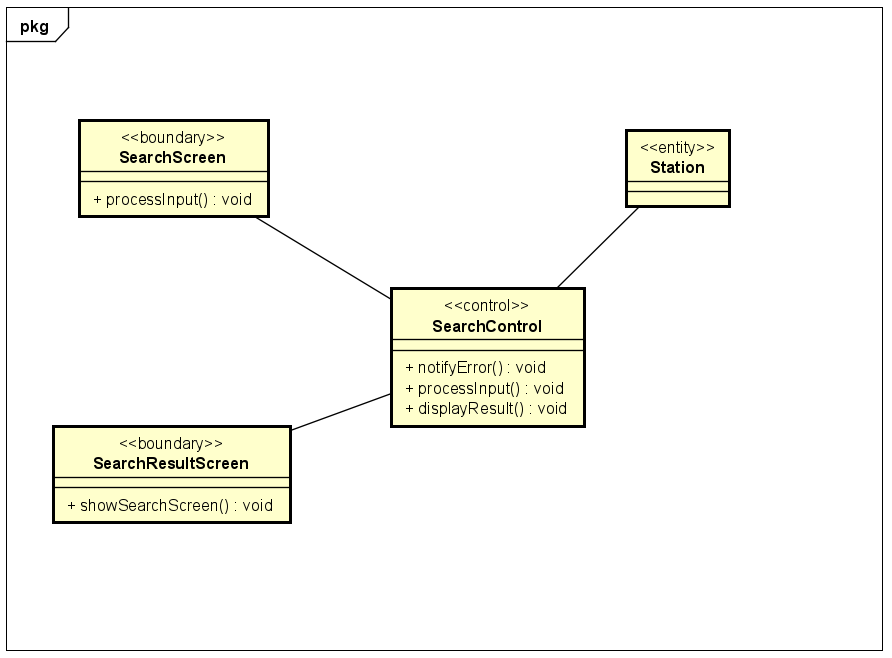 pkg
<<boundary>>
SearchScreen
+ processInput() : void
<<entity>>
Station
<<control>>
SearchControl
+ notifyError() : void
+ processInput() : void
+ displayResult() : void
<<boundary>>
SearchResultScreen
+ showSearchScreen() : void